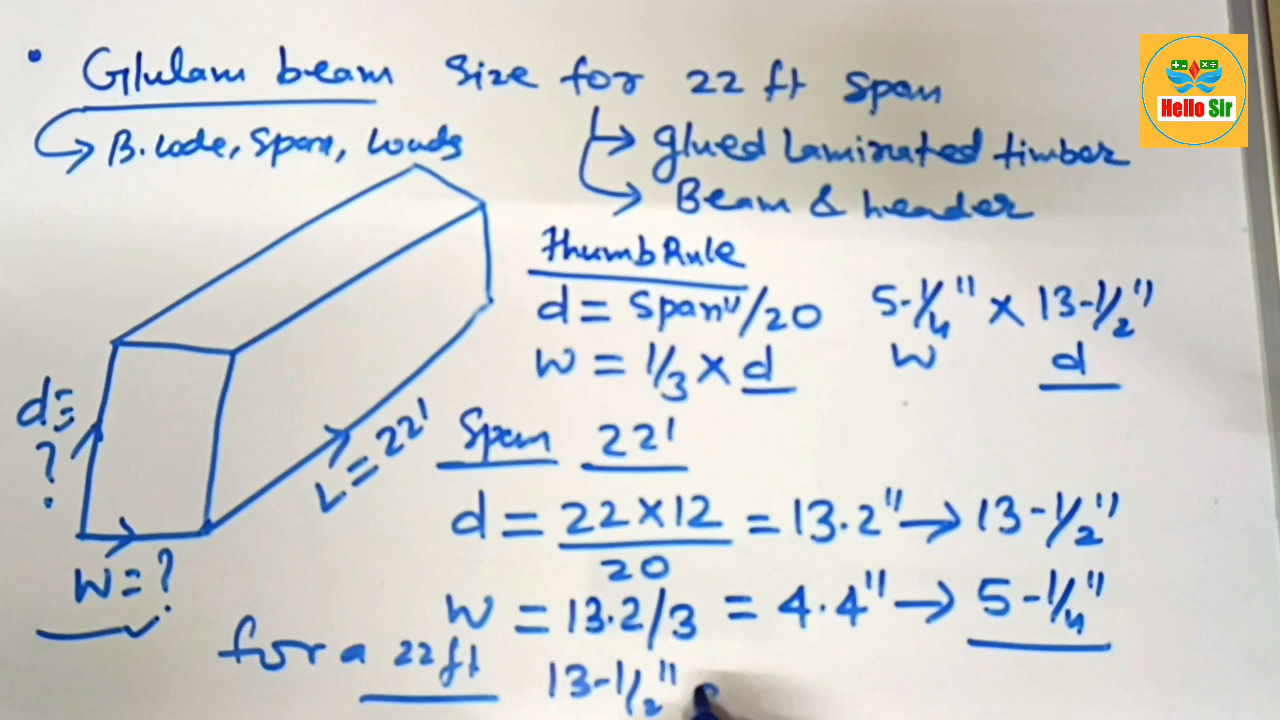 • Glulam beam size for 22 ft span
→ B.code, Span, loads
→ glued laminated timber
→ Beam & header
Hello Sir
Thumb Rule
d = Span"/20
W = 1/3 × d
5-1/4" × 13-1/2"
W d
d = ?
W = ?
L = 22'
Span 22'
d = 22×12/20 = 13.2" → 13-1/2"
W = 13.2/3 = 4.4" → 5-1/4"
for a 22ft 13-1/2"